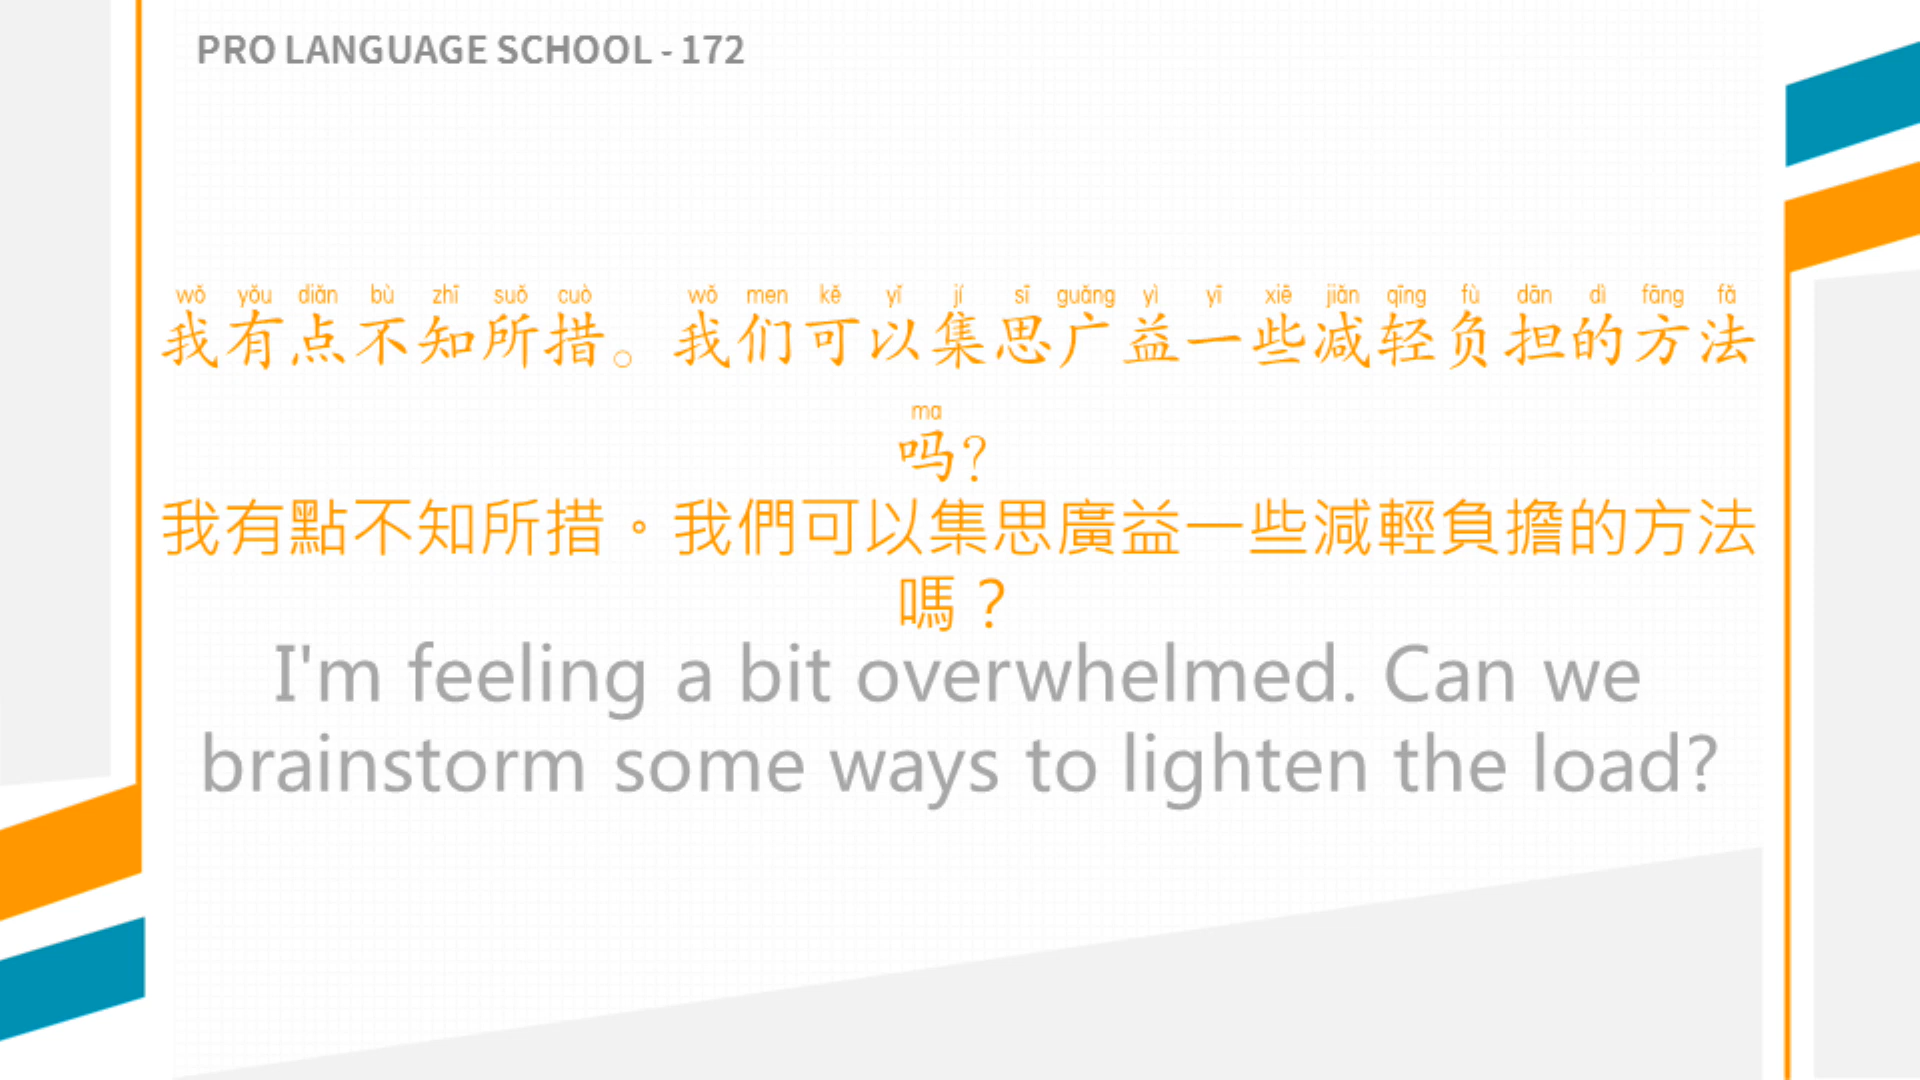 PRO LANGUAGE SCHOOL - 172
wǒ yǒu diǎn bù zhī suǒ cuò wǒ men kě yǐ jí sī guǎng yì yī xiē jiǎn qīng fù dān dì fāng fǎ
我有点不知所措。我们可以集思广益一些减轻负担的方法
ma
吗？
我有點不知所措。我們可以集思廣益一些減輕負擔的方法
嗎？
I'm feeling a bit overwhelmed. Can we
brainstorm some ways to lighten the load?